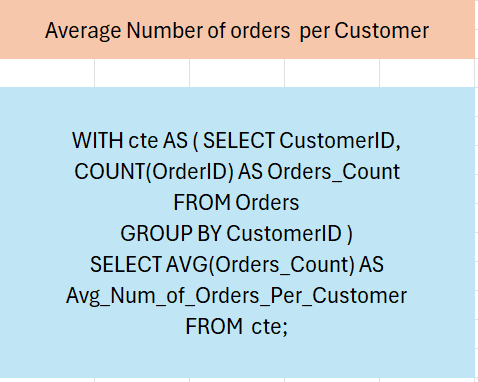 Average Number of orders  per Customer
WITH cte AS ( SELECT CustomerID,
COUNT(OrderID) AS Orders_Count
FROM Orders
GROUP BY CustomerID )
SELECT AVG(Orders_Count) AS
Avg_Num_of_Orders_Per_Customer
FROM  cte;